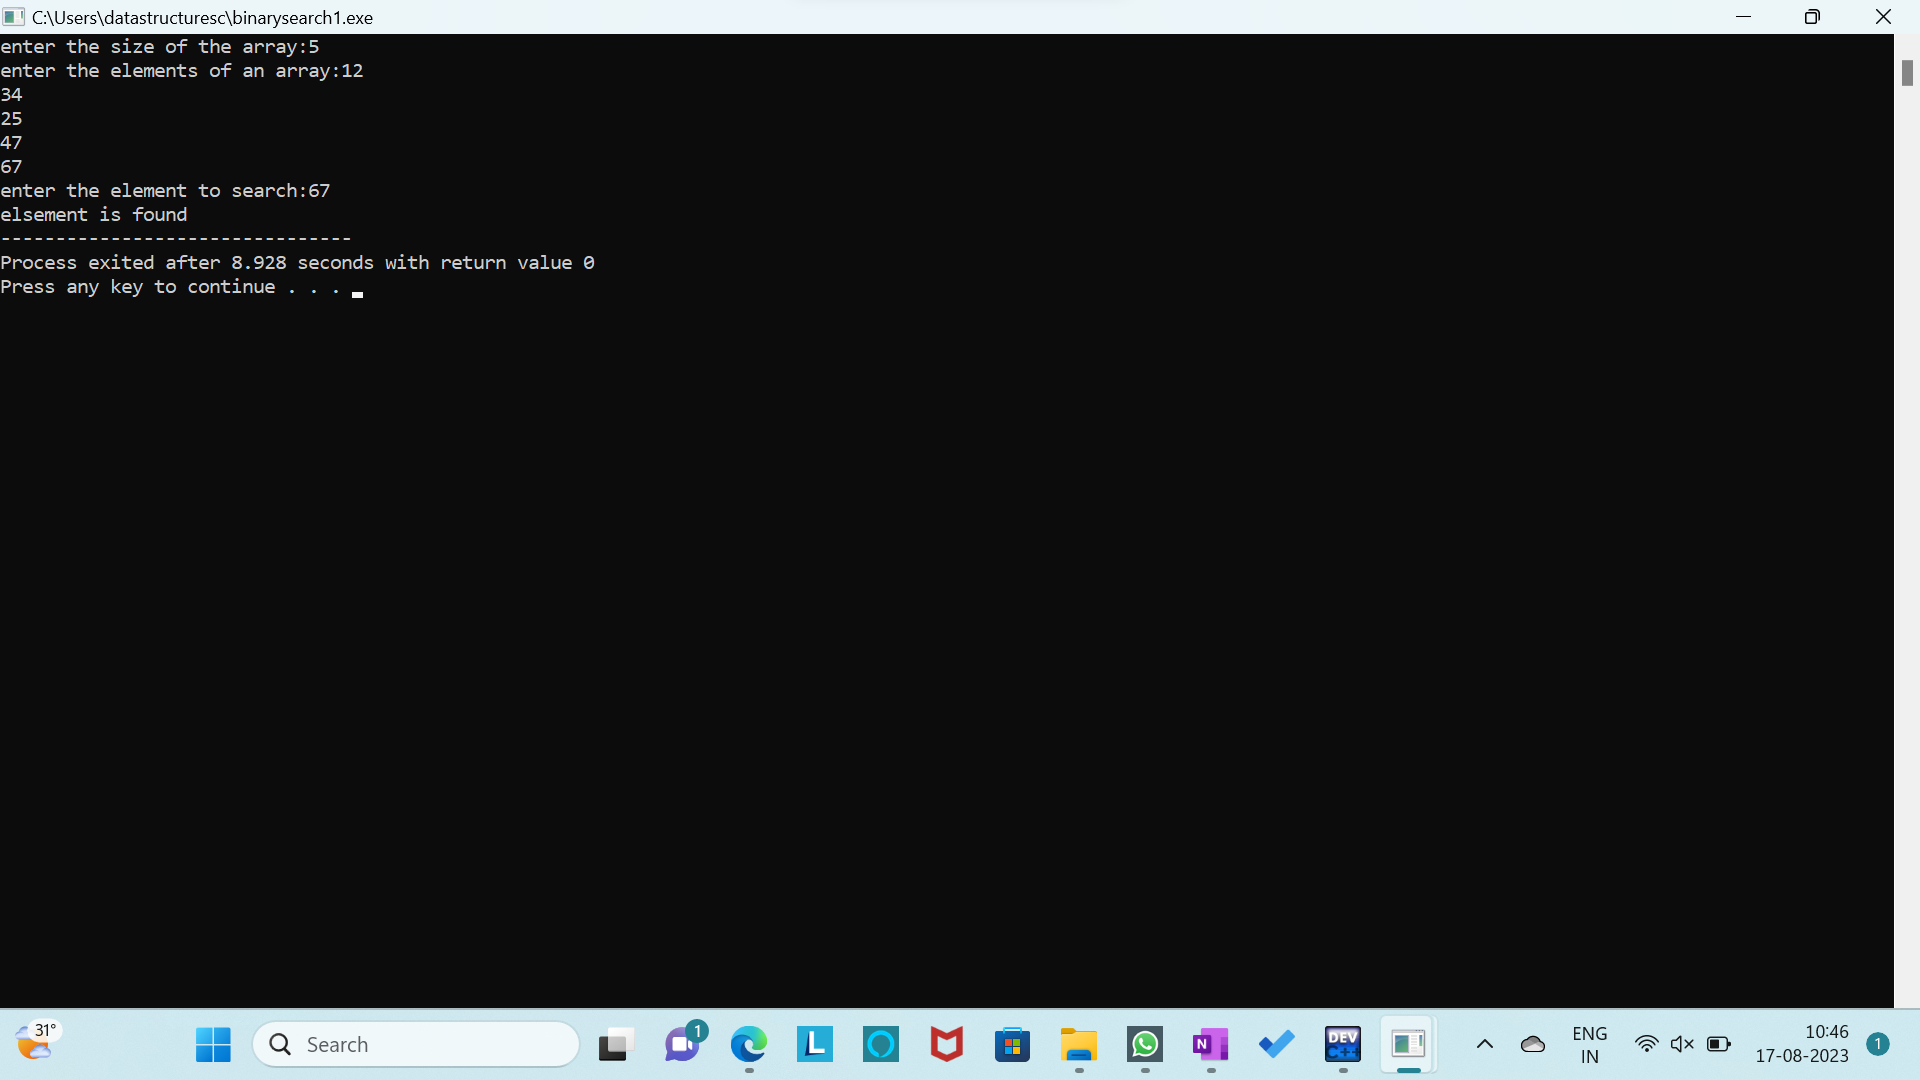 C:\Users\datastructuresc\binarysearch1.exe
enter the size of the array:5
enter the elements of an array:12
34
25
47
67
enter the element to search:67
elsement is found
--------------------------------
Process exited after 8.928 seconds with return value 0
Press any key to continue . . .
31°
Search
1
L
N
DEV
C++
ENG
IN
10:46
17-08-2023
1